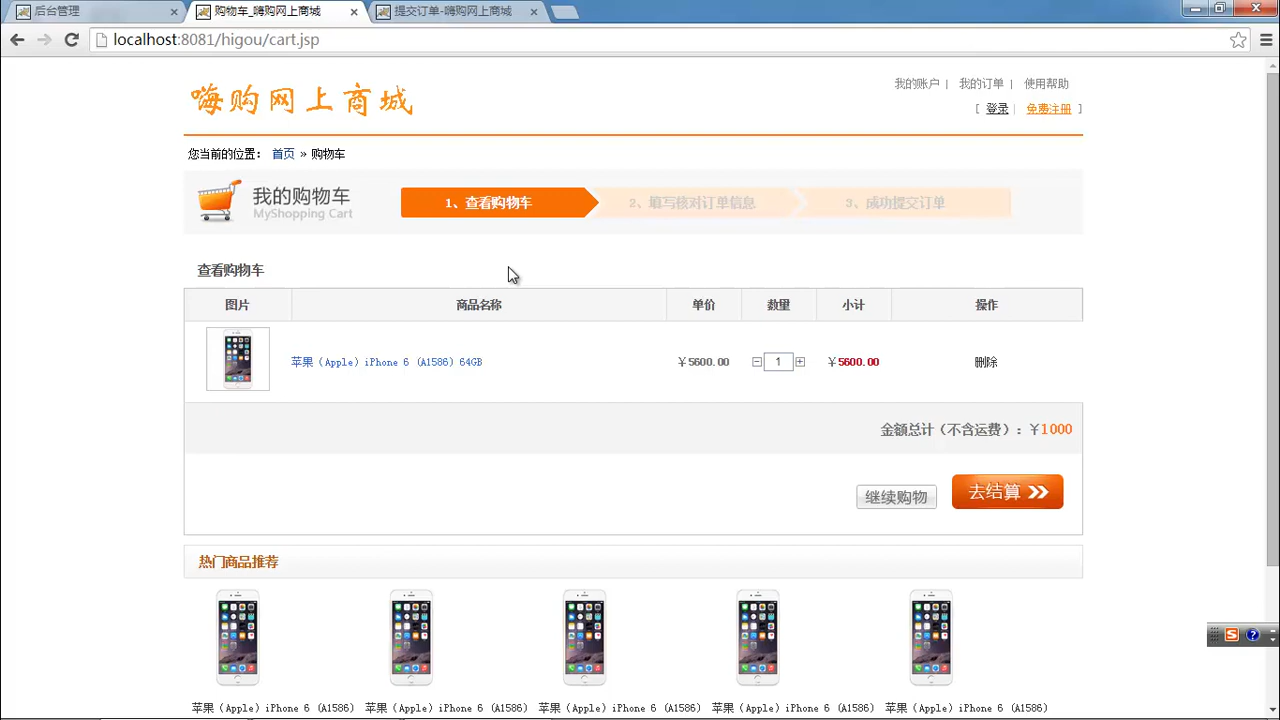 后台管理
购物车_嗨购网上商城
提交订单-嗨购网上商城
localhost:8081/higou/cart.jsp
嗨购网上商城
我的账户 | 我的订单 | 使用帮助
[ 登录 | 免费注册 ]
您当前的位置： 首页 » 购物车
我的购物车
MyShopping Cart
1、查看购物车
2、填写核对订单信息
3、成功提交订单
查看购物车
图片 商品名称 单价 数量 小计 操作
苹果（Apple）iPhone 6 (A1586) 64GB ￥5600.00 1 ￥5600.00 删除
金额总计（不含运费）：￥1000
继续购物 去结算
热门商品推荐
苹果（Apple）iPhone 6 (A1586) 苹果（Apple）iPhone 6 (A1586) 苹果（Apple）iPhone 6 (A1586) 苹果（Apple）iPhone 6 (A1586) 苹果（Apple）iPhone 6 (A1586)